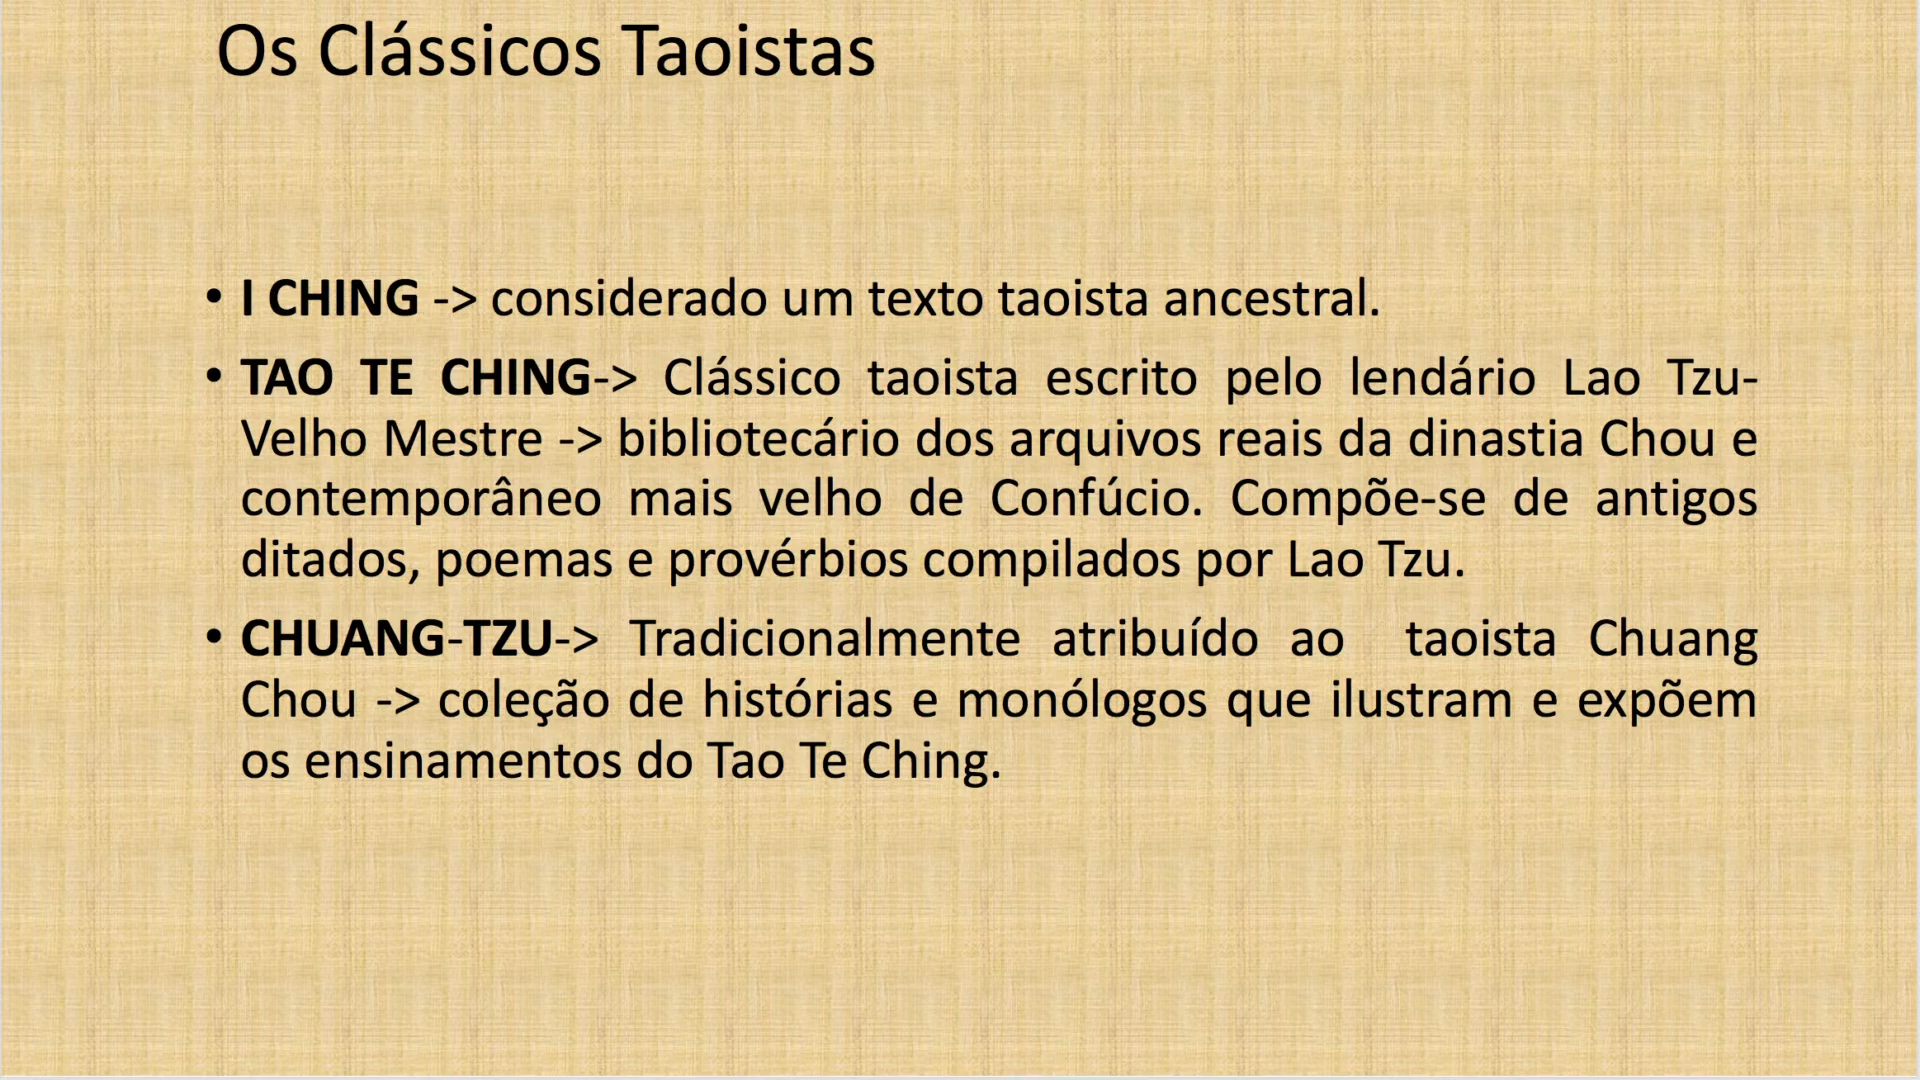 Os Clássicos Taoistas
• I CHING -> considerado um texto taoista ancestral.
• TAO TE CHING-> Clássico taoista escrito pelo lendário Lao Tzu-
Velho Mestre -> bibliotecário dos arquivos reais da dinastia Chou e
contemporâneo mais velho de Confúcio. Compõe-se de antigos
ditados, poemas e provérbios compilados por Lao Tzu.
• CHUANG-TZU-> Tradicionalmente atribuído ao taoista Chuang
Chou -> coleção de histórias e monólogos que ilustram e expõem
os ensinamentos do Tao Te Ching.